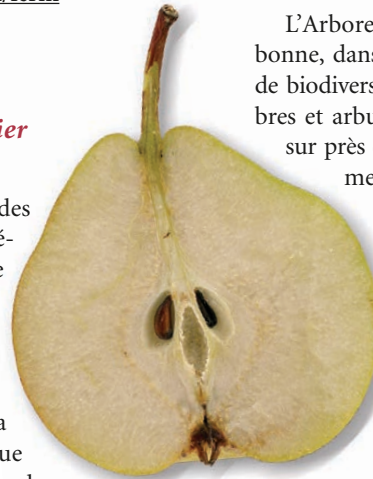 ier
des
é-
e
a
ue
L'Arbore
bonne, dans
de biodivers
bres et arbu
sur près
me